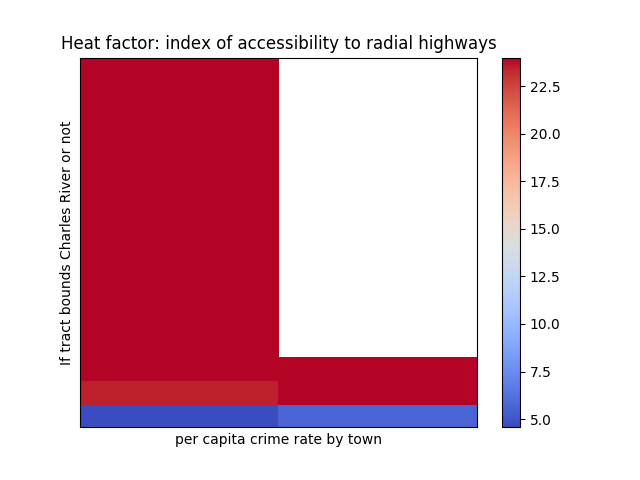 Heat factor: index of accessibility to radial highways
If tract bounds Charles River or not
per capita crime rate by town
22.5
20.0
17.5
15.0
12.5
10.0
7.5
5.0